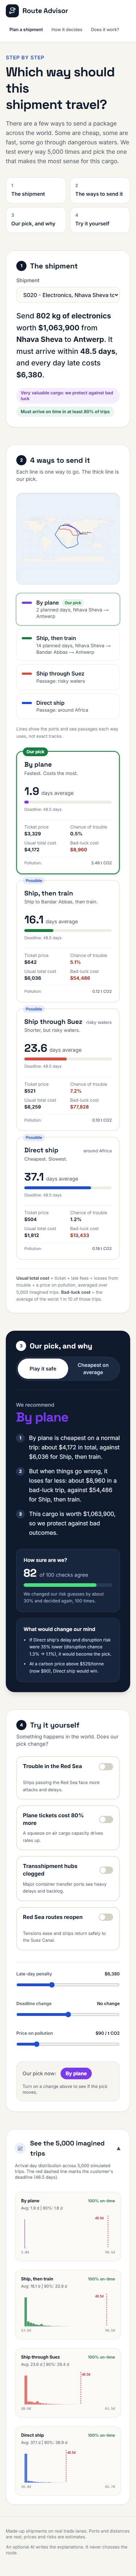 Route Advisor
Plan a shipment How it decides Does it work?
STEP BY STEP
Which way should
this
shipment travel?
There are a few ways to send a package
across the world. Some are cheap, some are
fast, some go through dangerous waters. We
test every way 5,000 times and pick the one
that makes the most sense for this cargo.
1
The shipment
2
The ways to send it
3
Our pick, and why
4
Try it yourself
1 The shipment
Shipment
S020 - Electronics, Nhava Sheva to
Send 802 kg of electronics
worth $1,063,900 from
Nhava Sheva to Antwerp. It
must arrive within 48.5 days,
and every day late costs
$6,380.
Very valuable cargo: we protect against bad
luck
Must arrive on time in at least 80% of trips
2 4 ways to send it
Each line is one way to go. The thick line is
our pick.
By plane Our pick
2 planned days, Nhava Sheva →
Antwerp
Ship, then train
14 planned days, Nhava Sheva →
Bandar Abbas → Antwerp
Ship through Suez
Passage: risky waters
Direct ship
Passage: around Africa
Lines show the ports and sea passages each way
uses, not exact tracks.
Our pick
By plane
Fastest. Costs the most.
1.9 days average
Deadline: 48.5 days
Ticket price
$3,329
Chance of trouble
0.5%
Usual total cost
$4,172
Bad-luck cost
$8,960
Pollution:
3.46 t CO2
Possible
Ship, then train
Ship to Bandar Abbas, then train.
16.1 days average
Deadline: 48.5 days
Ticket price
$642
Chance of trouble
5.1%
Usual total cost
$6,036
Bad-luck cost
$54,486
Pollution:
0.12 t CO2
Possible
Ship through Suez risky waters
Shorter, but risky waters.
23.6 days average
Deadline: 48.5 days
Ticket price
$521
Chance of trouble
7.2%
Usual total cost
$8,259
Bad-luck cost
$77,828
Pollution:
0.10 t CO2
Possible
Direct ship around Africa
Cheapest. Slowest.
37.1 days average
Deadline: 48.5 days
Ticket price
$504
Chance of trouble
1.2%
Usual total cost
$1,812
Bad-luck cost
$13,433
Pollution:
0.18 t CO2
Usual total cost = ticket + late fees + losses from
trouble + a price on pollution, averaged over
5,000 imagined trips. Bad-luck cost = the
average of the worst 1 in 10 of those trips.
3 Our pick, and why
Play it safe
Cheapest on
average
We recommend
By plane
1 By plane is cheapest on a normal
trip: about $4,172 in total, against
$6,036 for Ship, then train.
2 But when things go wrong, it
loses far less: about $8,960 in a
bad-luck trip, against $54,486
for Ship, then train.
3 This cargo is worth $1,063,900,
so we protect against bad
outcomes.
How sure are we?
82 of 100 checks agree
We changed our risk guesses by about
30% and decided again, 100 times.
What would change our mind
If Direct ship's delay and disruption risk
were 35% lower (disruption chance
1.2% → 1.1%), it would become the
pick.
At a carbon price above $529/tonne
(now $90), Direct ship would win.
4 Try it yourself
Something happens in the world. Does our
pick change?
Trouble in the Red Sea
Ships passing the Red Sea face more
attacks and delays.
Plane tickets cost 80%
more
A squeeze on air cargo capacity drives
rates up.
Transshipment hubs
clogged
Major container transfer ports see heavy
delays and backlog.
Red Sea routes reopen
Tensions ease and ships return safely to
the Suez Canal.
Late-day penalty $6,380
Deadline change No change
Price on pollution $90 / t CO2
Our pick now: By plane
Turn on a change above to see if the pick
moves.
See the 5,000 imagined
trips
Arrival-day distribution across 5,000 simulated
trips. The red dashed line marks the customer's
deadline (48.5 days)
By plane 100% on-time
Avg: 1.9 d | 90%: 1.8 d
Ship, then train 100% on-time
Avg: 16.1 d | 90%: 22.9 d
Ship through Suez 100% on-time
Direct ship 100% on-time
Made-up shipments on real trade lanes. Ports and distances
are real; prices and risks are estimates.
An optional AI writes the explanations. It never chooses the
route.